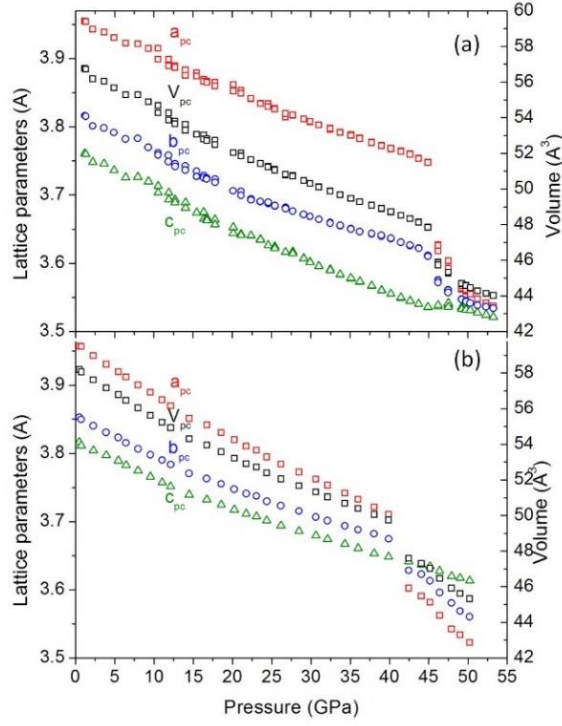 (a)
a pc
V pc
b pc
c pc
Lattice parameters (A)
3.9
3.8
3.7
3.6
3.5
Volume (Å³)
60
58
56
54
52
50
48
46
44
42
(b)
a pc
V pc
b pc
c pc
Lattice parameters (A)
3.9
3.8
3.7
3.6
3.5
Volume (Å³)
58
56
54
52
50
48
46
44
42
0 5 10 15 20 25 30 35 40 45 50 55
Pressure (GPa)